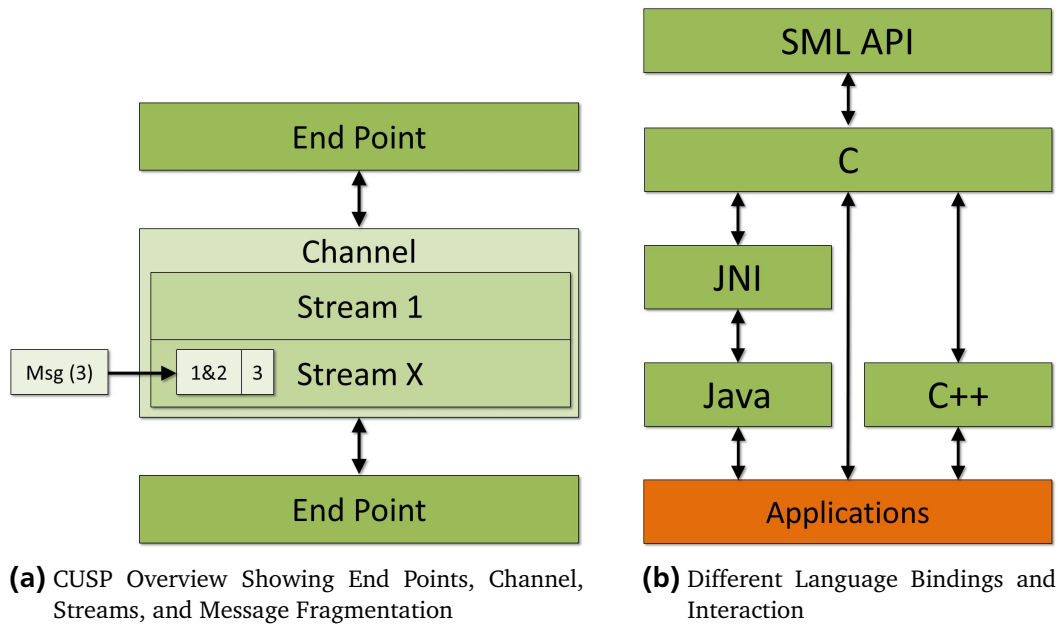 End Point
Channel
Stream 1
Msg (3)
1&2
3
Stream X
End Point
(a) CUSP Overview Showing End Points, Channel,
Streams, and Message Fragmentation
SML API
C
JNI
Java
C++
Applications
(b) Different Language Bindings and
Interaction